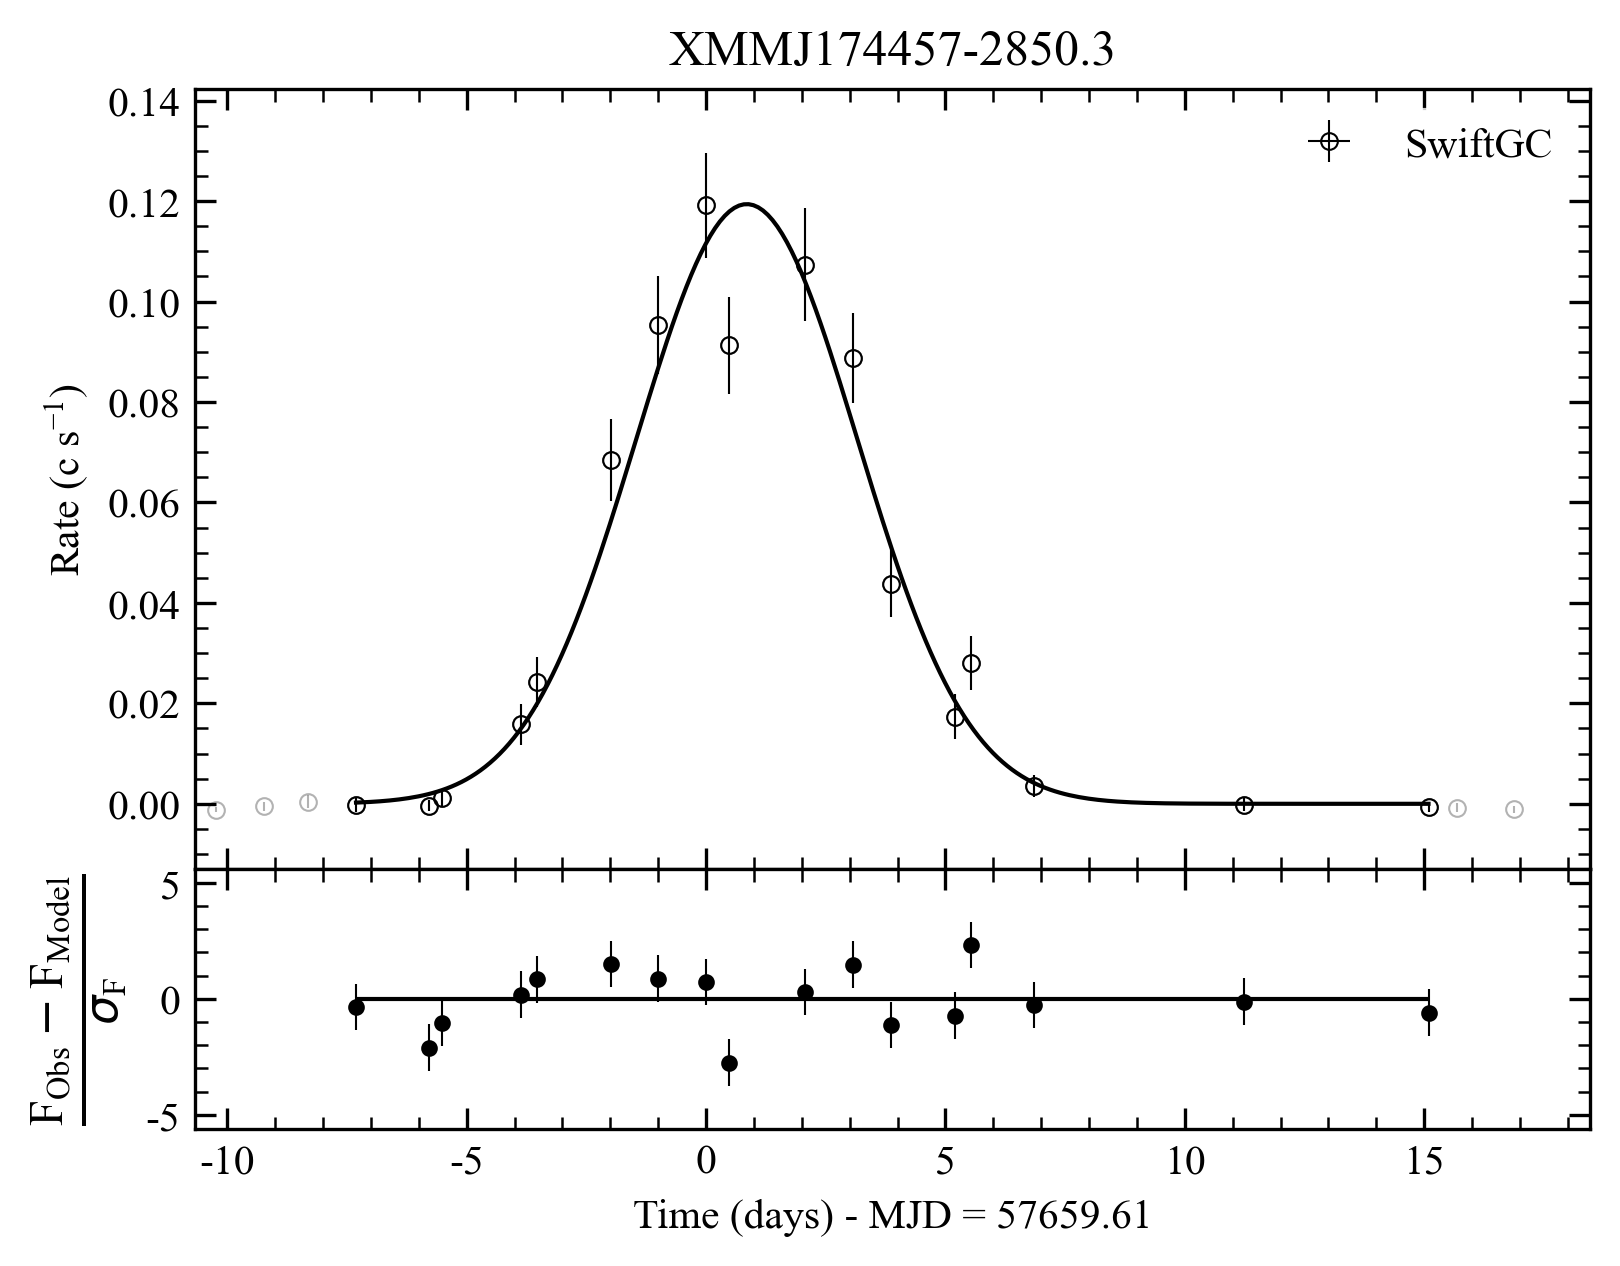 XMMJ174457-2850.3
SwiftGC
Rate (c s⁻¹)
0.14
0.12
0.10
0.08
0.06
0.04
0.02
0.00
F_Obs − F_Model
σ_F
5
0
-5
-10 -5 0 5 10 15
Time (days) - MJD = 57659.61